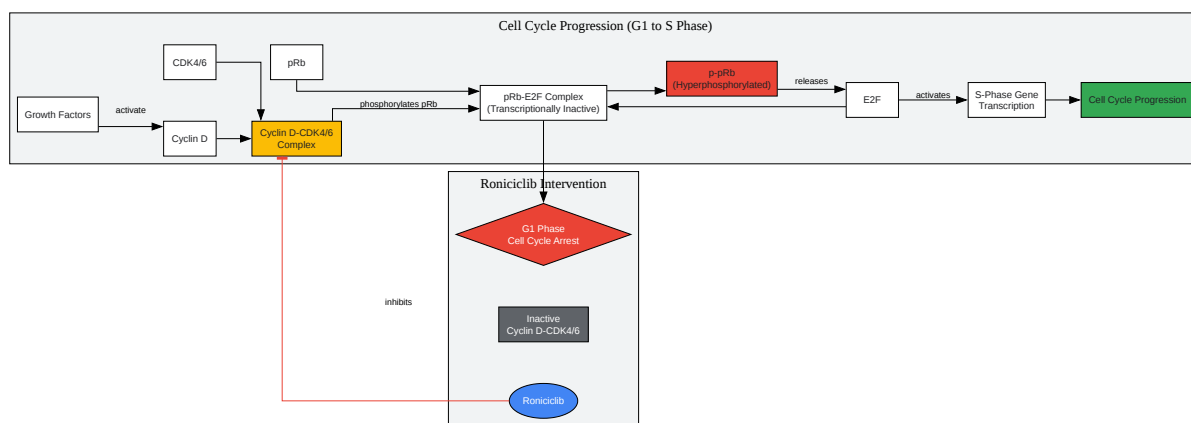 Cell Cycle Progression (G1 to S Phase)
CDK4/6
pRb
Growth Factors
activate
Cyclin D
Cyclin D-CDK4/6
Complex
phosphorylates pRb
pRb-E2F Complex
(Transcriptionally Inactive)
p-pRb
(Hyperphosphorylated)
releases
E2F
activates
S-Phase Gene
Transcription
Cell Cycle Progression
Roniciclib Intervention
G1 Phase
Cell Cycle Arrest
inhibits
Inactive
Cyclin D-CDK4/6
Roniciclib